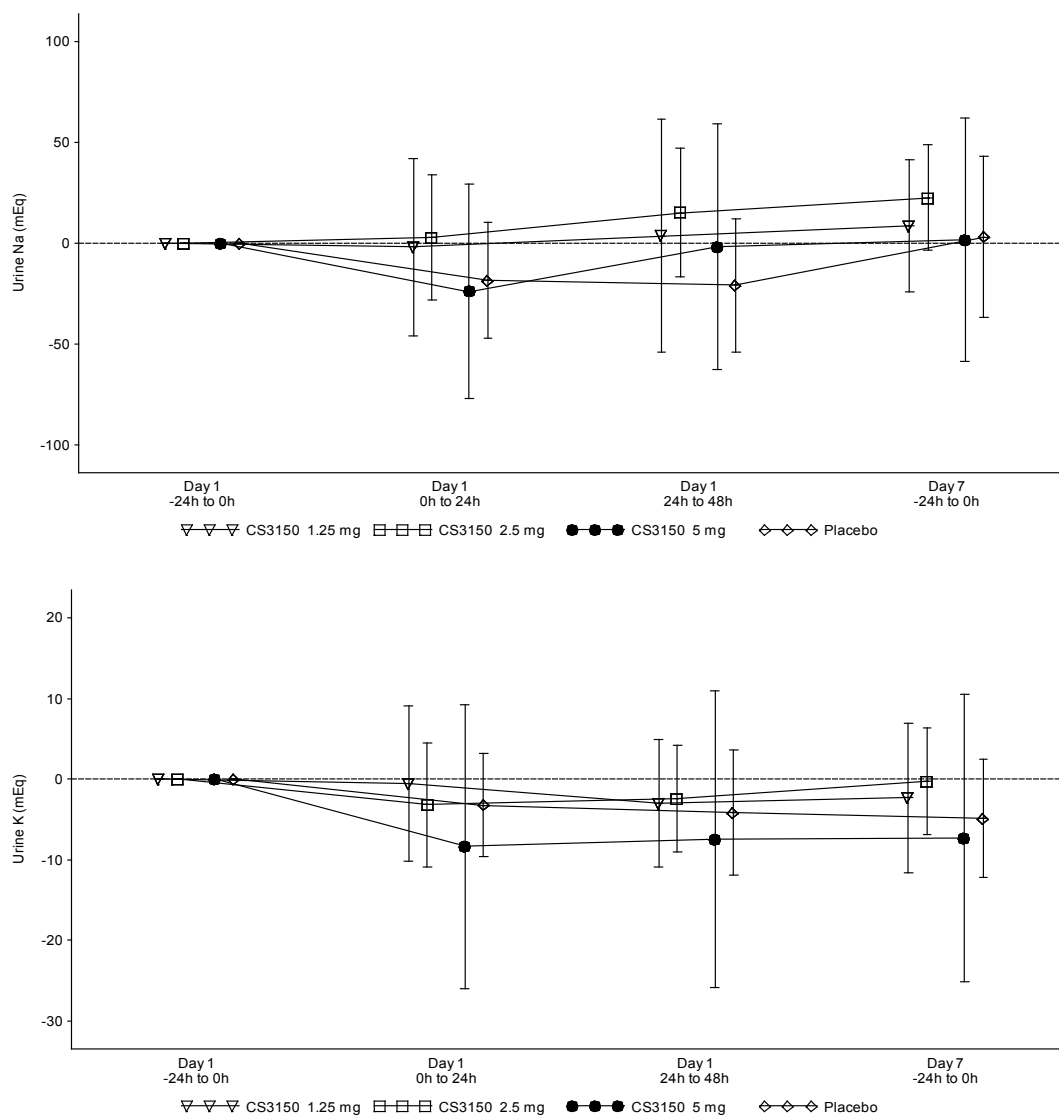 100
50
0
-50
-100
Urine Na (mEq)
Day 1 Day 1 Day 1 Day 7
-24h to 0h 0h to 24h 24h to 48h -24h to 0h
CS3150 1.25 mg CS3150 2.5 mg CS3150 5 mg Placebo
20
10
0
-10
-20
-30
Urine K (mEq)
Day 1 Day 1 Day 1 Day 7
-24h to 0h 0h to 24h 24h to 48h -24h to 0h
CS3150 1.25 mg CS3150 2.5 mg CS3150 5 mg Placebo